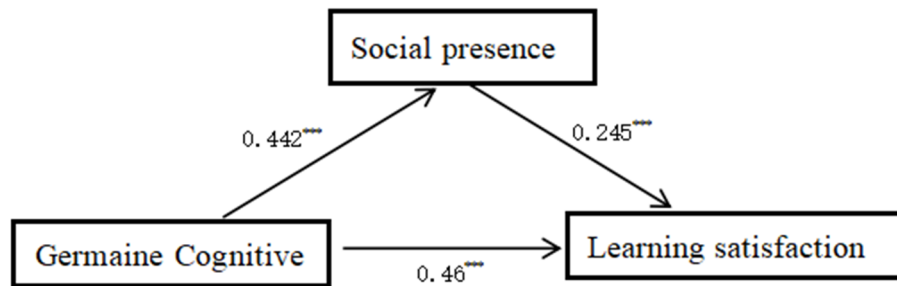 Social presence
0.442***
0.245***
Germaine Cognitive
Learning satisfaction
0.46***